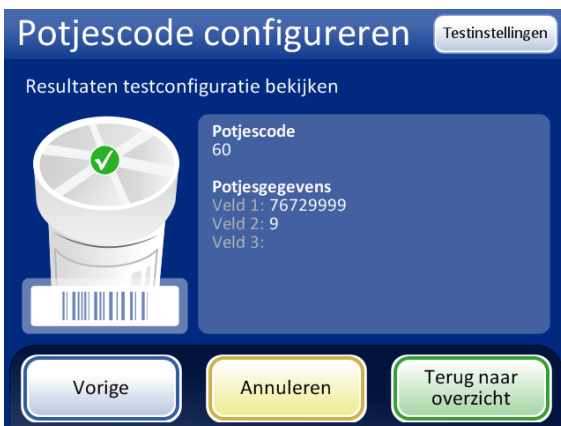 Potjescode configureren
Testinstellingen
Resultaten testconfiguratie bekijken
Potjescode
60
Potjesgegevens
Veld 1: 76729999
Veld 2: 9
Veld 3:
Vorige
Annuleren
Terug naar
overzicht